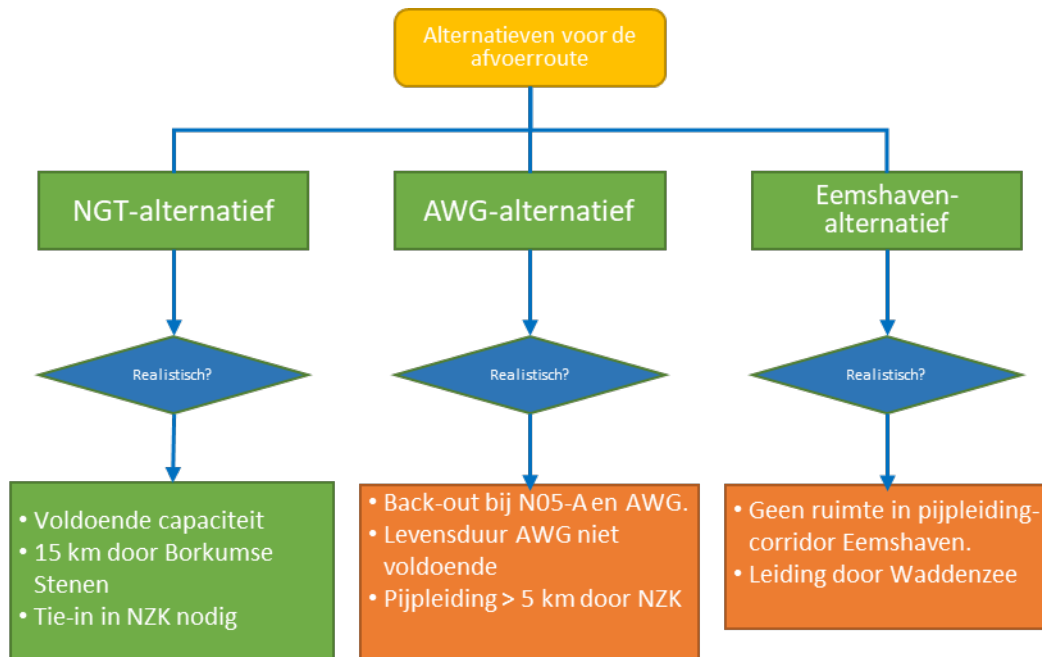 Alternatieven voor de
afvoerroute
NGT-alternatief
AWG-alternatief
Eemshaven-
alternatief
Realistisch?
Realistisch?
Realistisch?
• Voldoende capaciteit
• 15 km door Borkumse
Stenen
• Tie-in in NZK nodig
• Back-out bij N05-A en AWG.
• Levensduur AWG niet
voldoende
• Pijpleiding > 5 km door NZK
• Geen ruimte in pijpleiding-
corridor Eemshaven.
• Leiding door Waddenzee